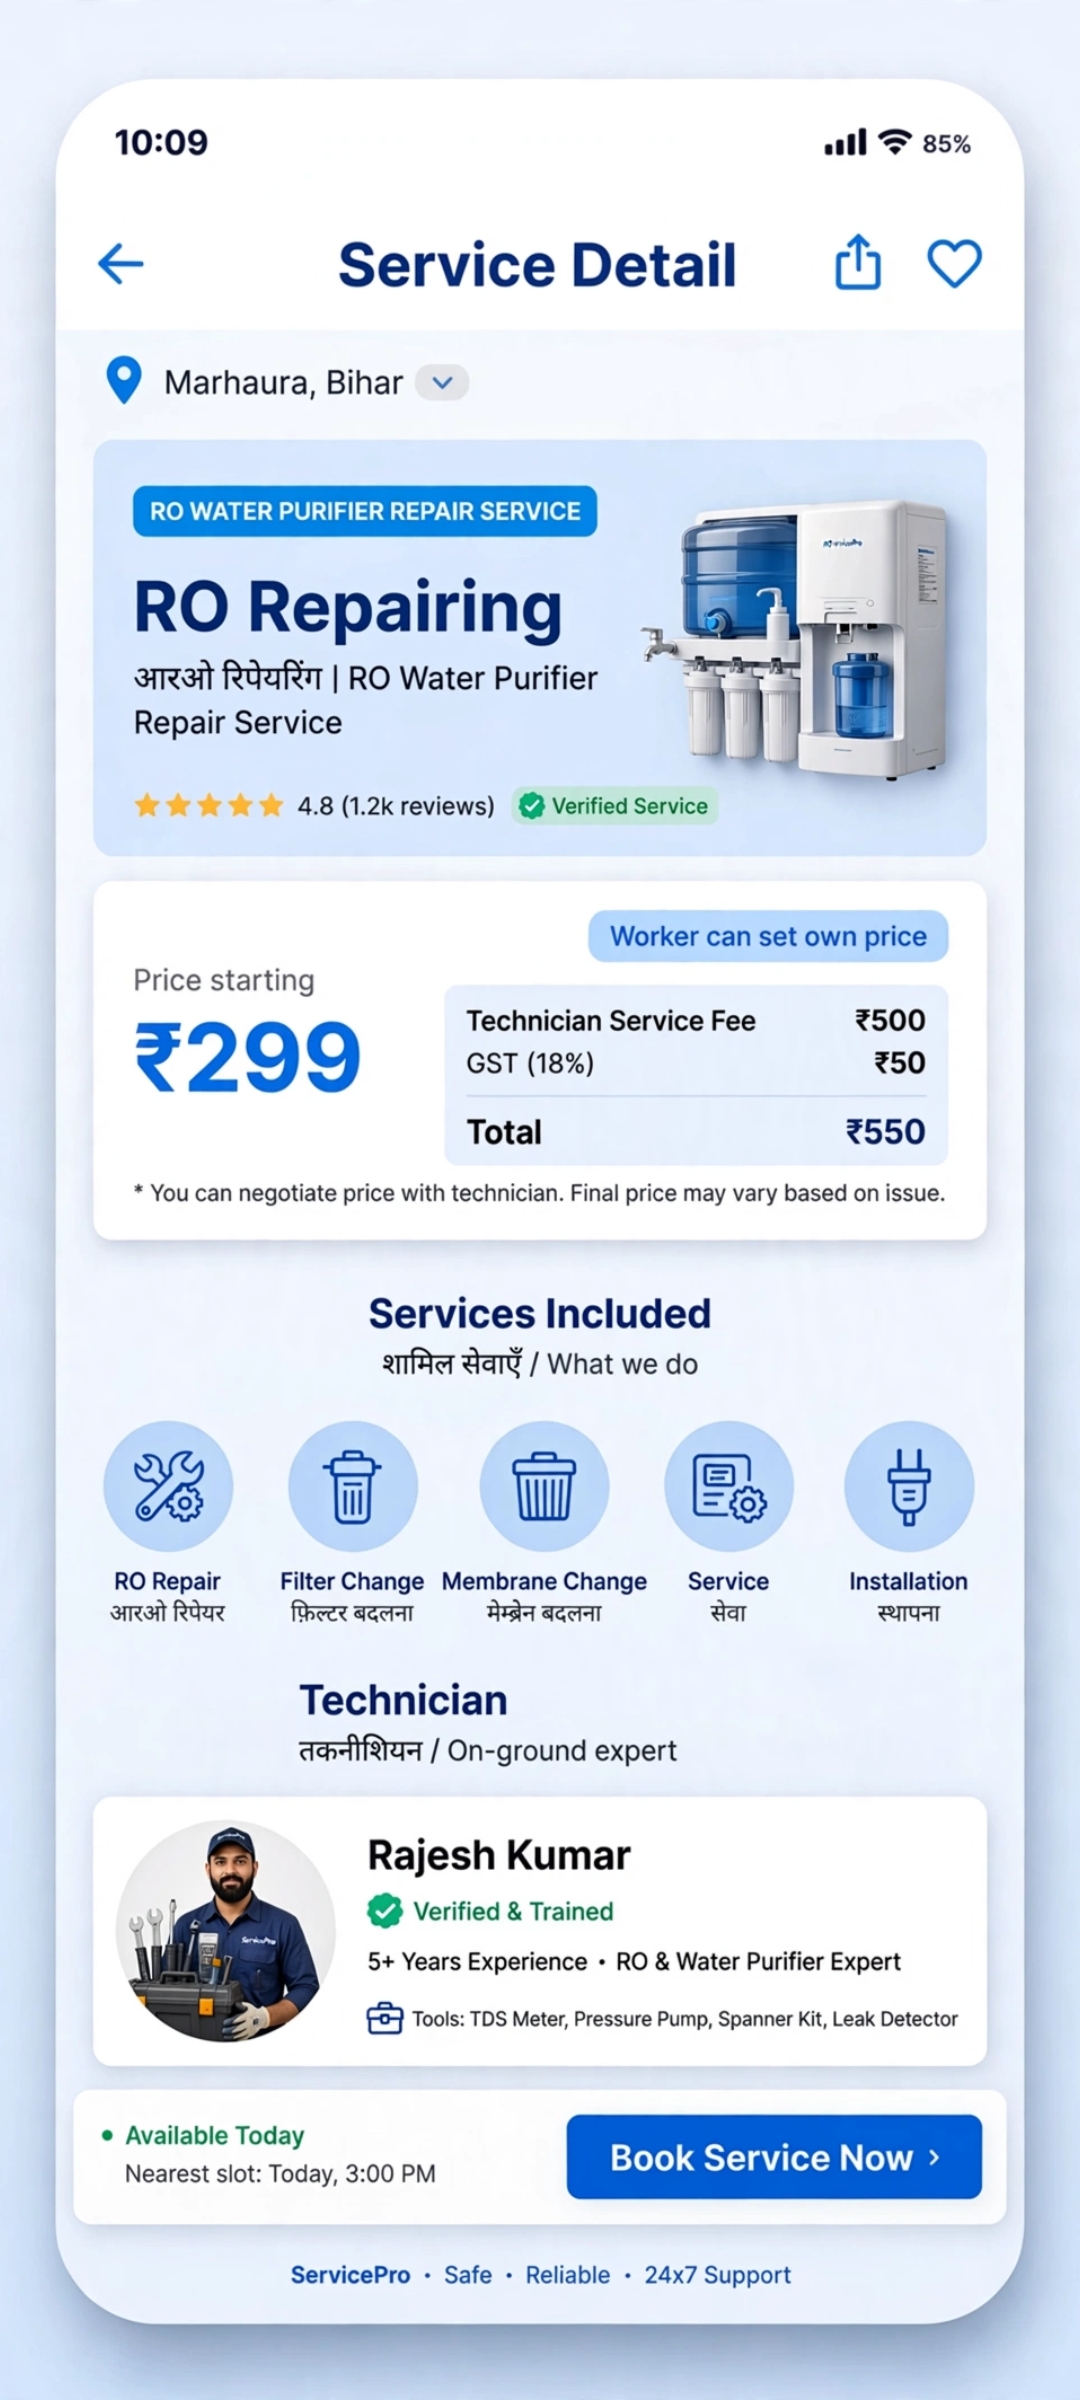 10:09
85%
Service Detail
Marhaura, Bihar
RO WATER PURIFIER REPAIR SERVICE
RO Repairing
आरओ रिपेयरिंग | RO Water Purifier
Repair Service
4.8 (1.2k reviews)
Verified Service
Worker can set own price
Price starting
₹299
Technician Service Fee ₹500
GST (18%) ₹50
Total ₹550
* You can negotiate price with technician. Final price may vary based on issue.
Services Included
शामिल सेवाएँ / What we do
RO Repair
आरओ रिपेयर
Filter Change
फ़िल्टर बदलना
Membrane Change
मेम्ब्रेन बदलना
Service
सेवा
Installation
स्थापना
Technician
तकनीशियन / On-ground expert
Rajesh Kumar
Verified & Trained
5+ Years Experience • RO & Water Purifier Expert
Tools: TDS Meter, Pressure Pump, Spanner Kit, Leak Detector
ServicePro
Available Today
Nearest slot: Today, 3:00 PM
Book Service Now ›
ServicePro • Safe • Reliable • 24x7 Support